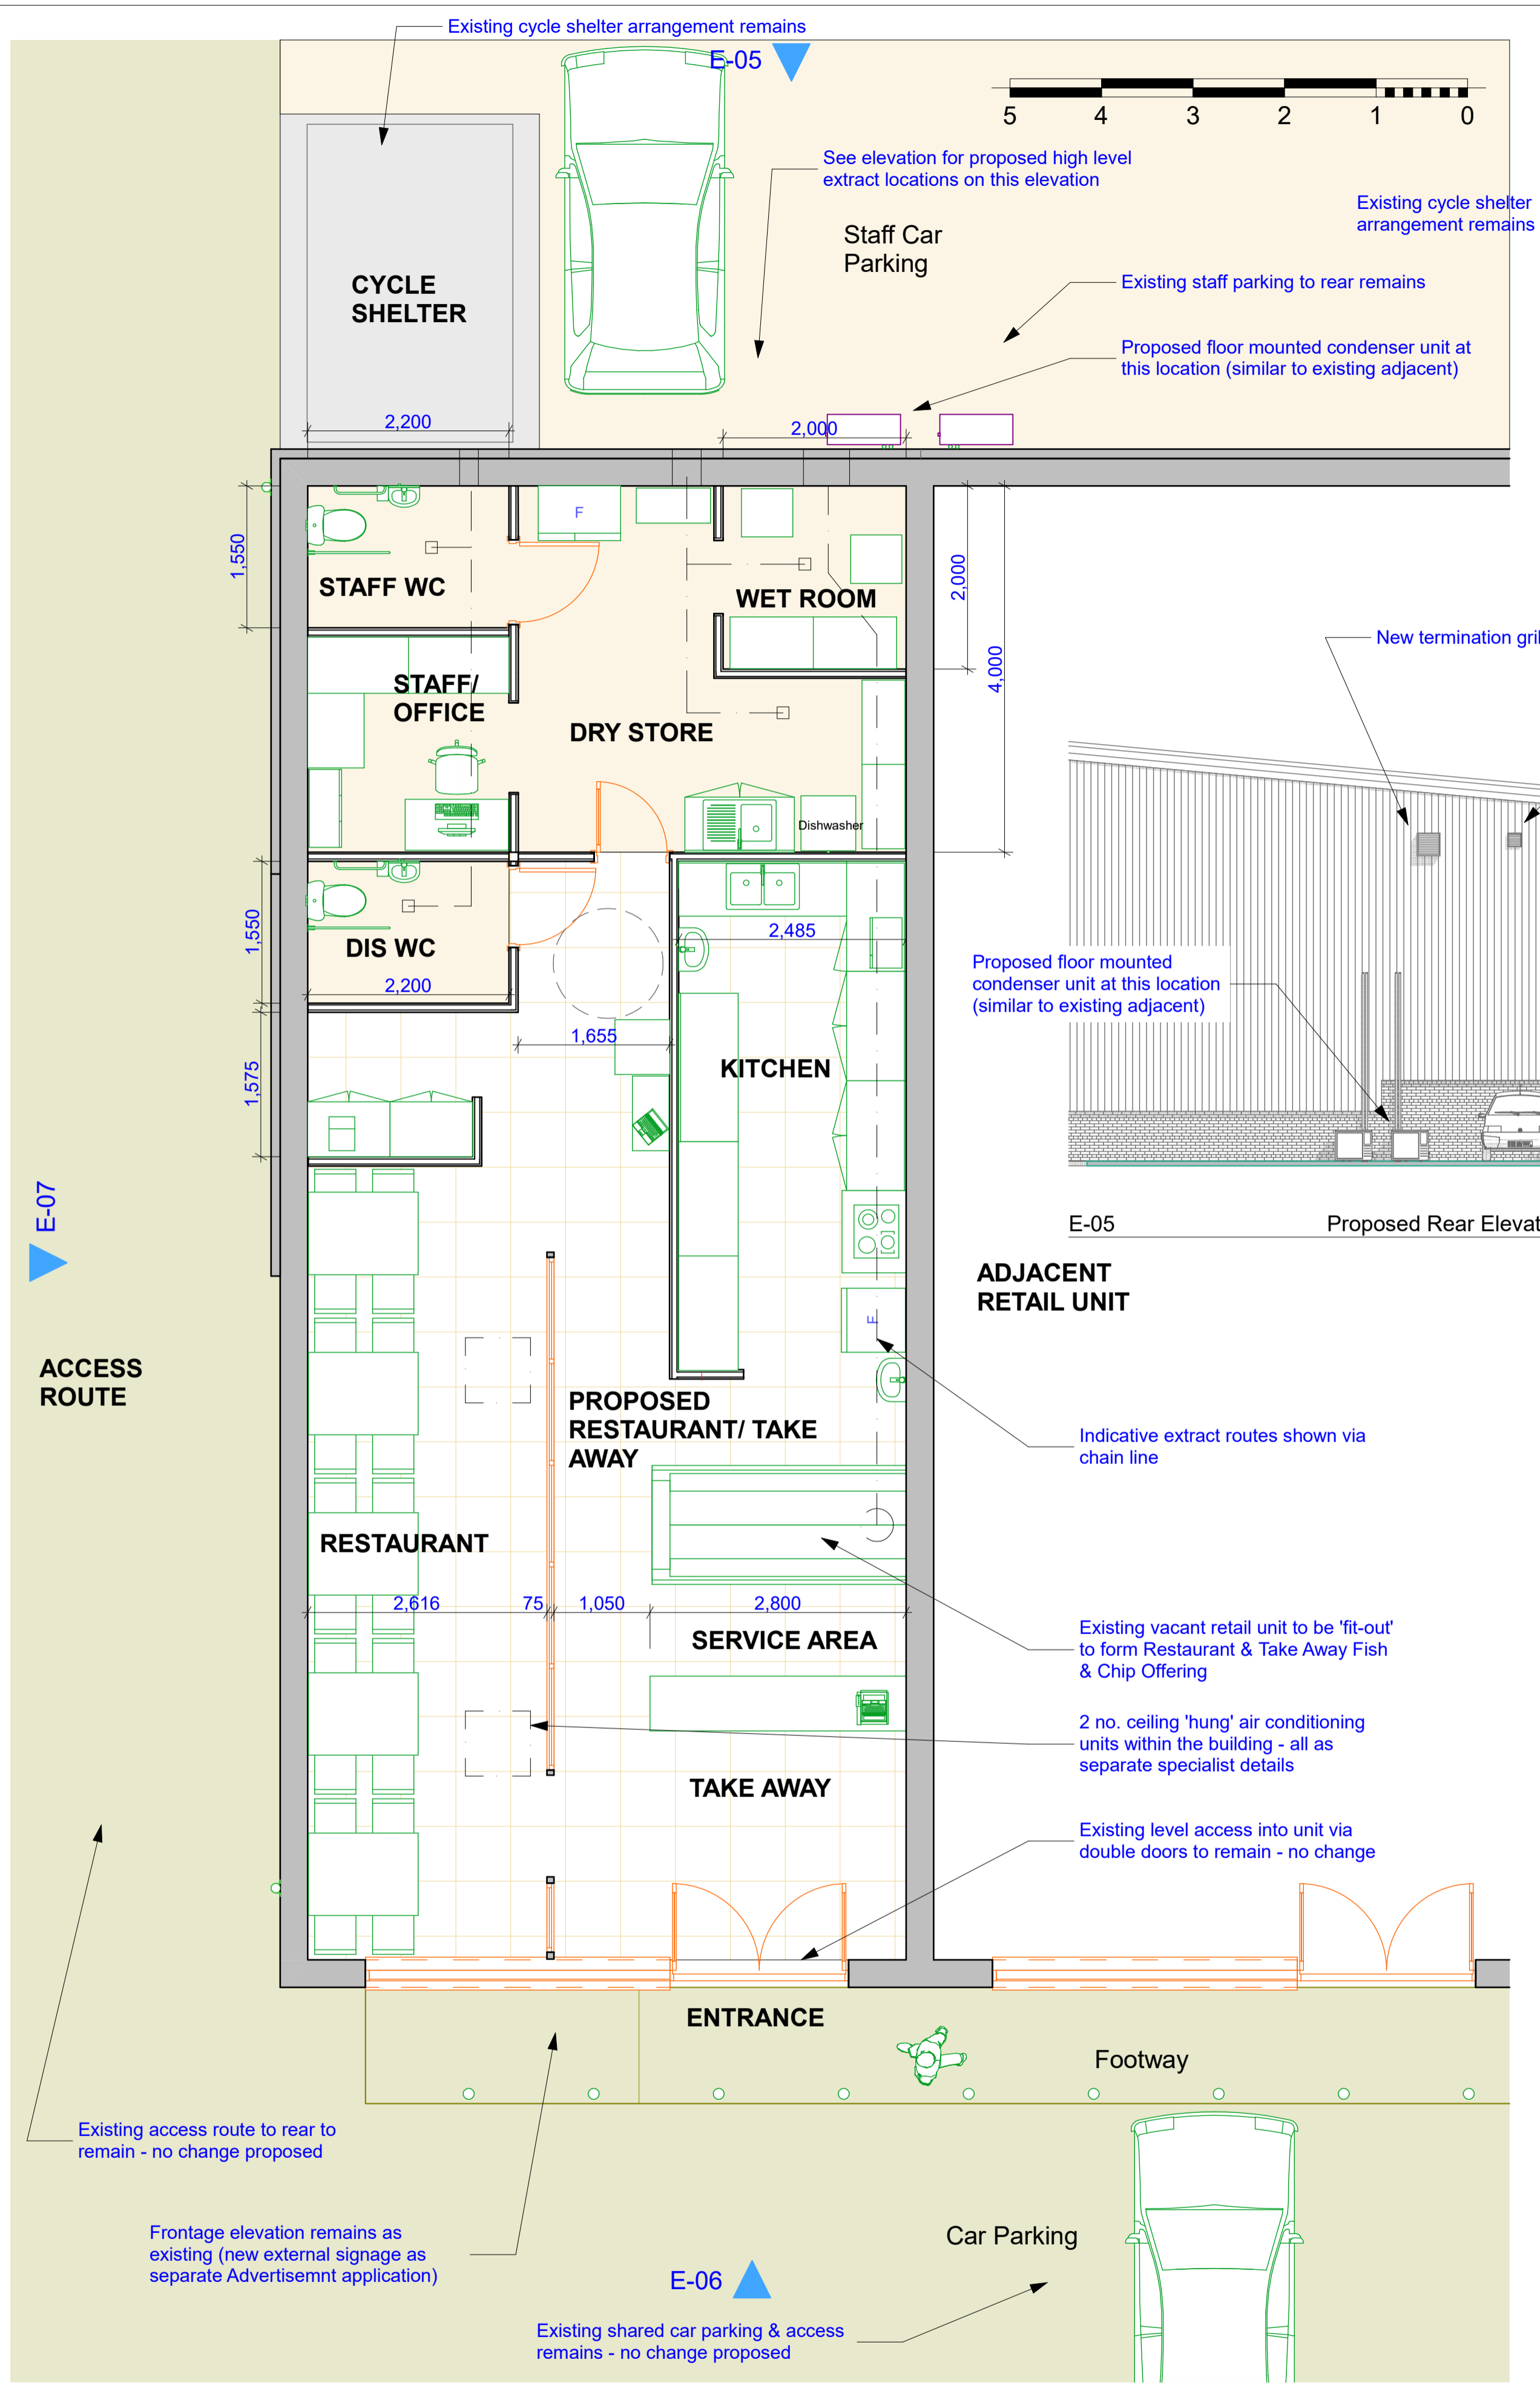 Existing cycle shelter arrangement remains
E-05
5 4 3 2 1 0
See elevation for proposed high level
extract locations on this elevation
Existing cycle shelter
arrangement remains
Staff Car
Parking
CYCLE
SHELTER
Existing staff parking to rear remains
Proposed floor mounted condenser unit at
this location (similar to existing adjacent)
2,200
2,000
F
1,550
STAFF WC
WET ROOM
2,000
4,000
New termination gril
STAFF/
OFFICE
DRY STORE
Dishwasher
1,550
DIS WC
2,200
2,485
Proposed floor mounted
condenser unit at this location
(similar to existing adjacent)
1,655
1,575
KITCHEN
E-07
E-05
Proposed Rear Elevat
ADJACENT
RETAIL UNIT
F
ACCESS
ROUTE
PROPOSED
RESTAURANT/ TAKE
AWAY
Indicative extract routes shown via
chain line
RESTAURANT
2,616
75
1,050
2,800
SERVICE AREA
Existing vacant retail unit to be 'fit-out'
to form Restaurant & Take Away Fish
& Chip Offering
2 no. ceiling 'hung' air conditioning
units within the building - all as
separate specialist details
TAKE AWAY
Existing level access into unit via
double doors to remain - no change
ENTRANCE
Footway
Existing access route to rear to
remain - no change proposed
Frontage elevation remains as
existing (new external signage as
separate Advertisemnt application)
Car Parking
E-06
Existing shared car parking & access
remains - no change proposed